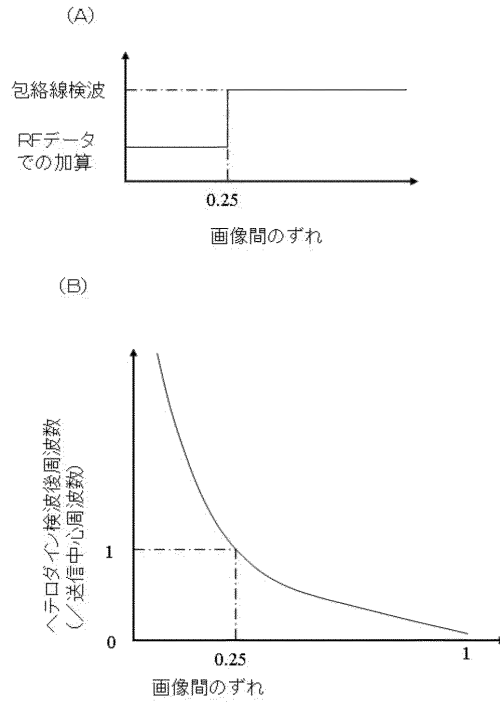 (A)
包絡線検波
RFデータ
での加算
0.25
画像間のずれ
(B)
ヘテロダイン検波後周波数
(/送信中心周波数)
1
0
0.25
1
画像間のずれ